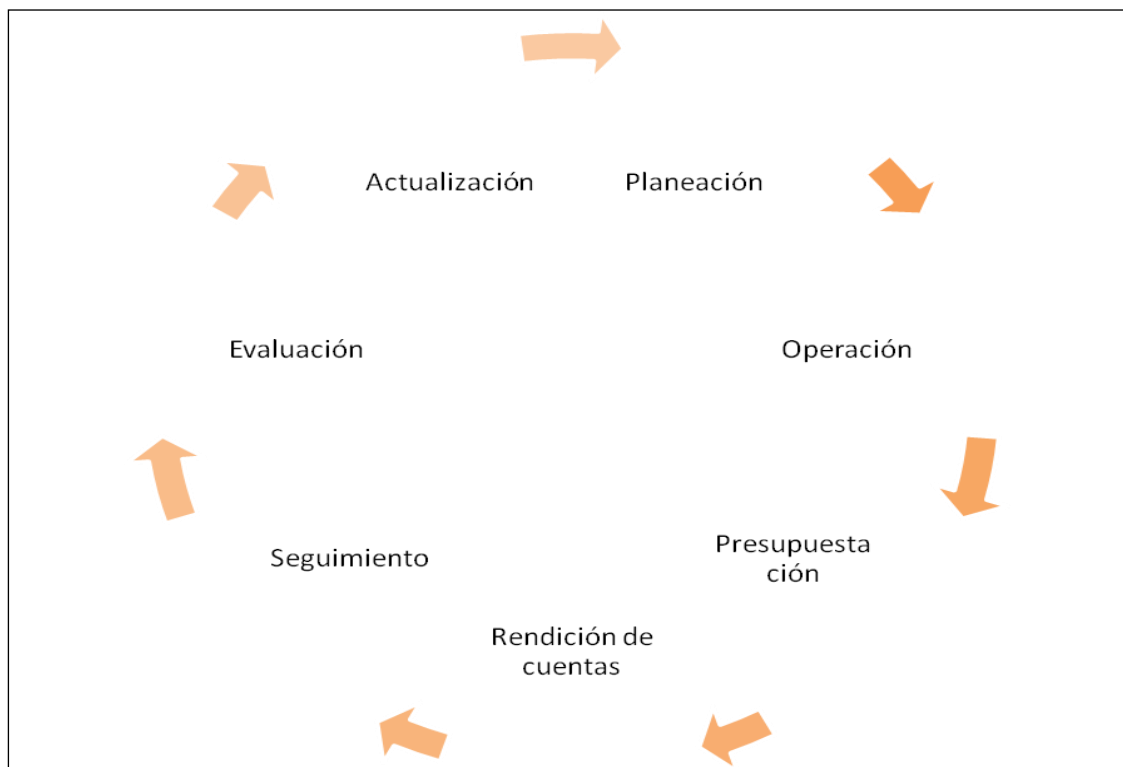 Actualización
Planeación
Evaluación
Operación
Presupuesta
ción
Seguimiento
Rendición de
cuentas